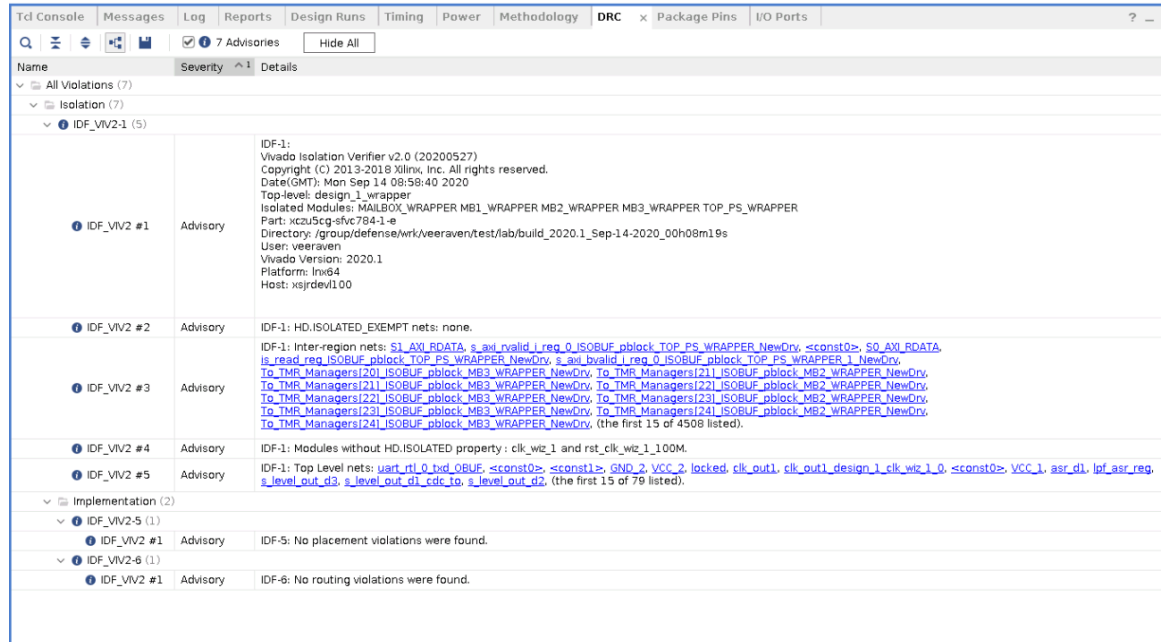 Tcl Console Messages Log Reports Design Runs Timing Power Methodology DRC x Package Pins I/O Ports ? _
7 Advisories Hide All
Name Severity ^1 Details
All Violations (7)
Isolation (7)
IDF_VIV2-1 (5)
IDF_VIV2 #1 Advisory IDF-1:
Vivado Isolation Verifier v2.0 (20200527)
Copyright (C) 2013-2018 Xilinx, Inc. All rights reserved.
Date(GMT): Mon Sep 14 08:58:40 2020
Top-level: design_1_wrapper
Isolated Modules: MAILBOX_WRAPPER MB1_WRAPPER MB2_WRAPPER MB3_WRAPPER TOP_PS_WRAPPER
Part: xczu5cg-sfvc784-1-e
Directory: /group/defense/wrk/veeraven/test/lab/build_2020.1_Sep-14-2020_00h08m19s
User: veeraven
Vivado Version: 2020.1
Platform: lnx64
Host: xsjrdevl100
IDF_VIV2 #2 Advisory IDF-1: HD.ISOLATED_EXEMPT nets: none.
IDF_VIV2 #3 Advisory IDF-1: Inter-region nets: S1_AXI_RDATA, s_axi_rvalid_i_reg_0_ISOBUF_pblock_TOP_PS_WRAPPER_NewDrv, <const0>, S0_AXI_RDATA,
is_read_reg_ISOBUF_pblock_TOP_PS_WRAPPER_NewDrv, s_axi_bvalid_i_reg_0_ISOBUF_pblock_TOP_PS_WRAPPER_1_NewDrv,
To_TMR_Managers[20]_ISOBUF_pblock_MB3_WRAPPER_NewDrv, To_TMR_Managers[21]_ISOBUF_pblock_MB2_WRAPPER_NewDrv,
To_TMR_Managers[21]_ISOBUF_pblock_MB3_WRAPPER_NewDrv, To_TMR_Managers[22]_ISOBUF_pblock_MB2_WRAPPER_NewDrv,
To_TMR_Managers[22]_ISOBUF_pblock_MB3_WRAPPER_NewDrv, To_TMR_Managers[23]_ISOBUF_pblock_MB2_WRAPPER_NewDrv,
To_TMR_Managers[23]_ISOBUF_pblock_MB3_WRAPPER_NewDrv, To_TMR_Managers[24]_ISOBUF_pblock_MB2_WRAPPER_NewDrv,
To_TMR_Managers[24]_ISOBUF_pblock_MB3_WRAPPER_NewDrv, (the first 15 of 4508 listed).
IDF_VIV2 #4 Advisory IDF-1: Modules without HD.ISOLATED property : clk_wiz_1 and rst_clk_wiz_1_100M.
IDF_VIV2 #5 Advisory IDF-1: Top Level nets: uart_rtl_0_txd_OBUF, <const0>, <const1>, GND_2, VCC_2, locked, clk_out1, clk_out1_design_1_clk_wiz_1_0, <const0>, VCC_1, asr_d1, lpf_asr_reg,
s_level_out_d3, s_level_out_d1_cdc_to, s_level_out_d2, (the first 15 of 79 listed).
Implementation (2)
IDF_VIV2-5 (1)
IDF_VIV2 #1 Advisory IDF-5: No placement violations were found.
IDF_VIV2-6 (1)
IDF_VIV2 #1 Advisory IDF-6: No routing violations were found.